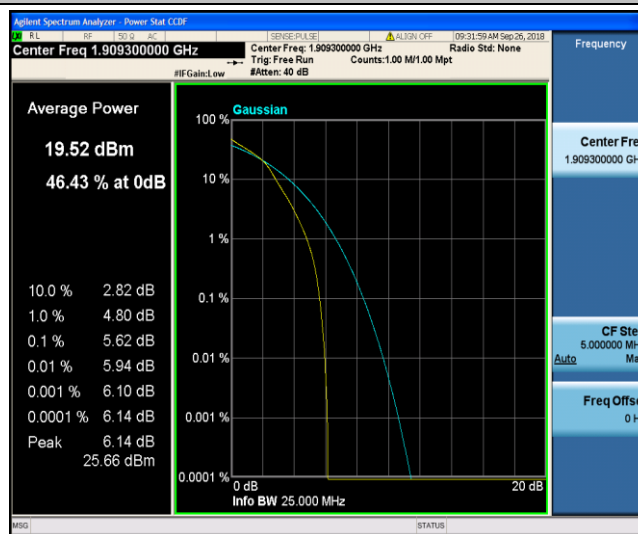 Agilent Spectrum Analyzer - Power Stat CCDF
RL RF 50 Ω AC SENSE:PULSE ALIGN OFF 09:31:59 AM Sep 26, 2018
Center Freq 1.909300000 GHz
Center Freq: 1.909300000 GHz Radio Std: None
Trig: Free Run Counts:1.00 M/1.00 Mpt
#IFGain:Low #Atten: 40 dB
Frequency
Average Power
19.52 dBm
46.43 % at 0dB
10.0 % 2.82 dB
1.0 % 4.80 dB
0.1 % 5.62 dB
0.01 % 5.94 dB
0.001 % 6.10 dB
0.0001 % 6.14 dB
Peak 6.14 dB
25.66 dBm
Gaussian
100 %
10 %
1 %
0.1 %
0.01 %
0.001 %
0.0001 %
0 dB 20 dB
Info BW 25.000 MHz
Center Fre
1.909300000 GH
CF Ste
5.000000 MH
Auto Ma
Freq Offse
0 H
MSG STATUS